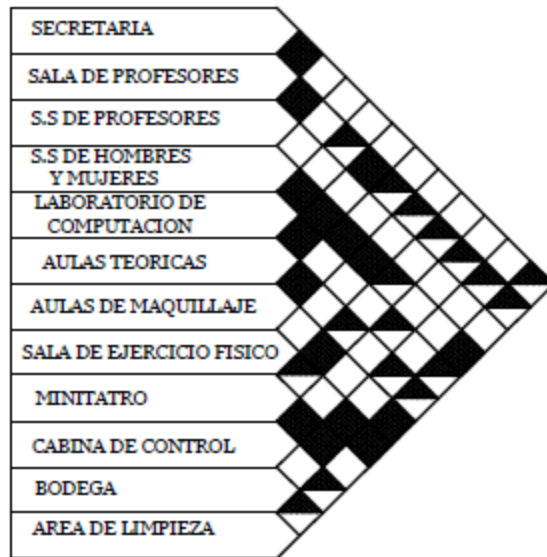 SECRETARIA
SALA DE PROFESORES
S.S DE PROFESORES
S.S DE HOMBRES
Y MUJERES
LABORATORIO DE
COMPUTACION
AULAS TEORICAS
AULAS DE MAQUILLAJE
SALA DE EJERCICIO FISICO
MINITATRO
CABINA DE CONTROL
BODEGA
AREA DE LIMPIEZA